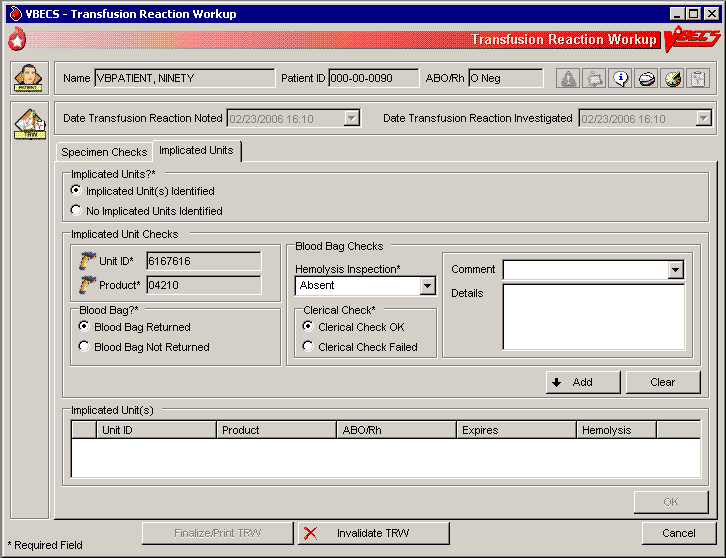 VBECS - Transfusion Reaction Workup
Transfusion Reaction Workup VBECS
PATIENT
Name VBPATIENT, NINETY Patient ID 000-00-0090 ABO/Rh O Neg
TRW
Date Transfusion Reaction Noted 02/23/2006 16:10 Date Transfusion Reaction Investigated 02/23/2006 16:10
Specimen Checks Implicated Units
Implicated Units?*
Implicated Unit(s) Identified
No Implicated Units Identified
Implicated Unit Checks
Unit ID* 6167616
Product* 04210
Blood Bag?*
Blood Bag Returned
Blood Bag Not Returned
Blood Bag Checks
Hemolysis Inspection*
Absent
Clerical Check*
Clerical Check OK
Clerical Check Failed
Comment
Details
Add Clear
Implicated Unit(s)
Unit ID Product ABO/Rh Expires Hemolysis
OK
* Required Field
Finalize/Print TRW Invalidate TRW Cancel